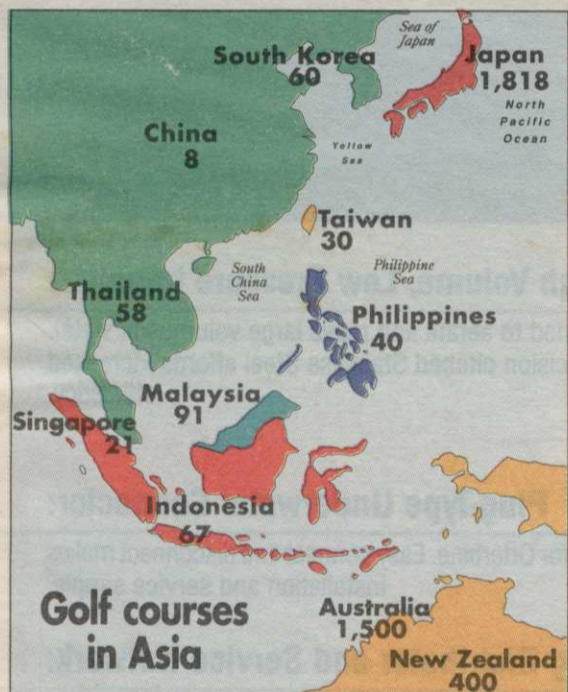 Sea of
Japan
South Korea
60
Japan
1,818
North
Pacific
Ocean
China
8
Yellow
Sea
Taiwan
30
South
China
Sea
Philippine
Sea
Thailand
58
Philippines
40
Malaysia
91
Singapore
21
Indonesia
67
Golf courses
in Asia
Australia
1,500
New Zealand
400